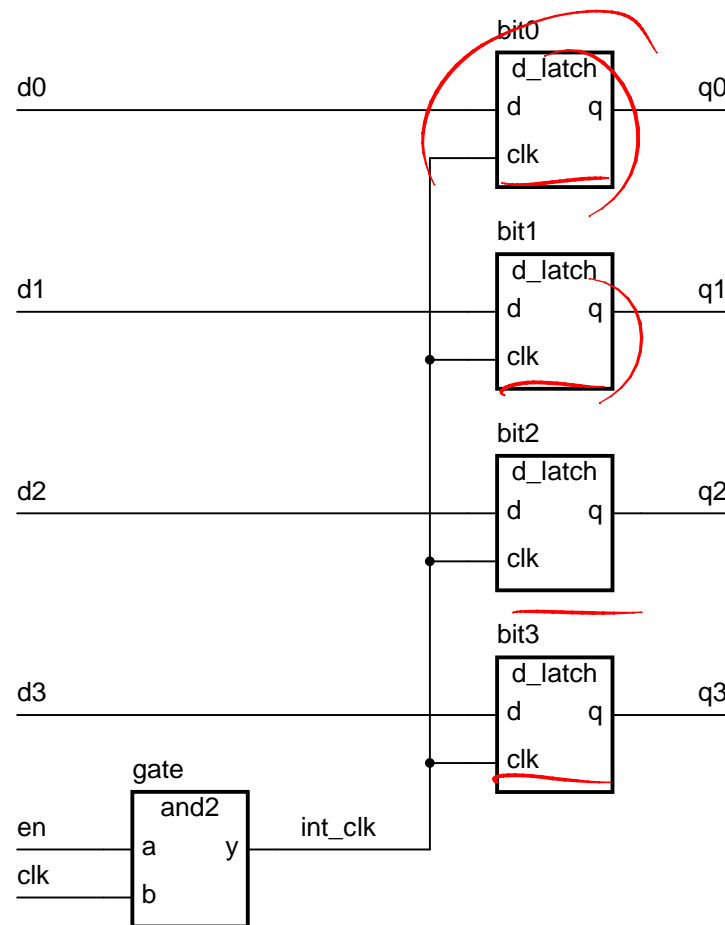 bit0
d_latch
d0
d
q
q0
clk
bit1
d_latch
d1
d
q
q1
clk
bit2
d_latch
d2
d
q
q2
clk
bit3
d_latch
d3
d
q
q3
clk
gate
and2
en
a
y
int_clk
clk
b